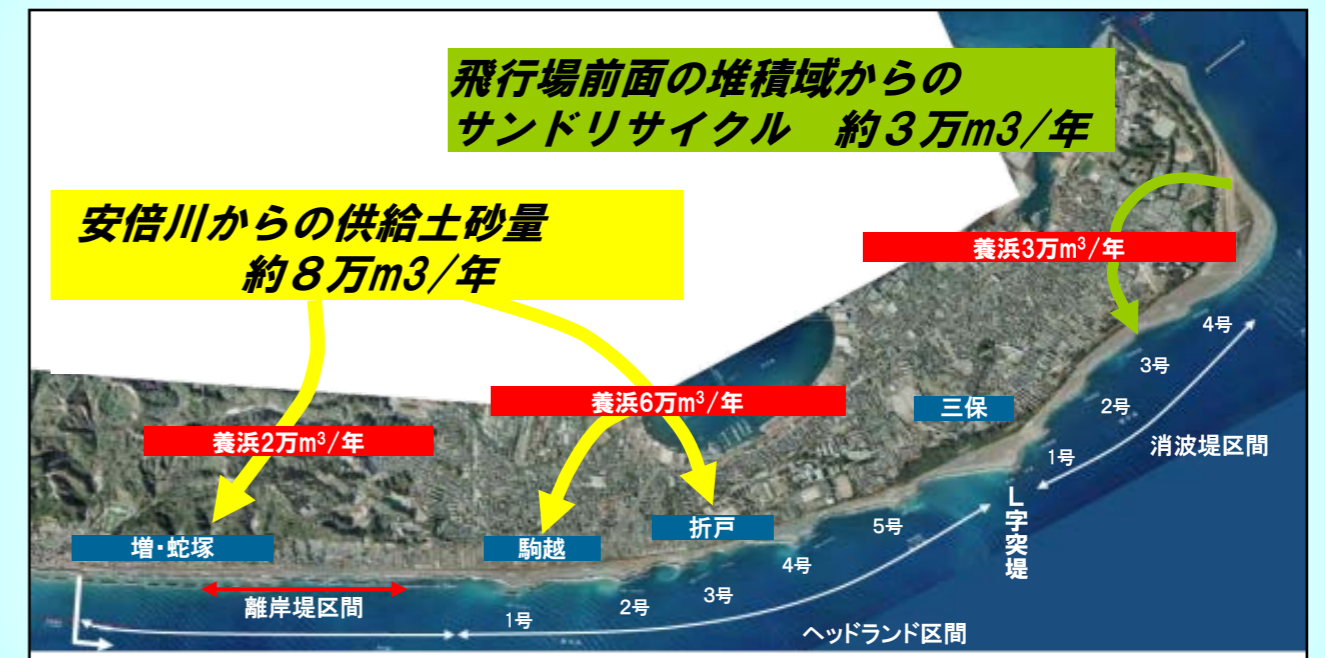 飛行場前面の堆積域からの
サンドリサイクル　約３万m3/年
安倍川からの供給土砂量
約８万m3/年
養浜3万m³/年
養浜6万m³/年
養浜2万m³/年
4号
3号
2号
1号
三保
消波堤区間
L字突堤
折戸
駒越
増・蛇塚
5号
4号
3号
2号
1号
離岸堤区間
ヘッドランド区間